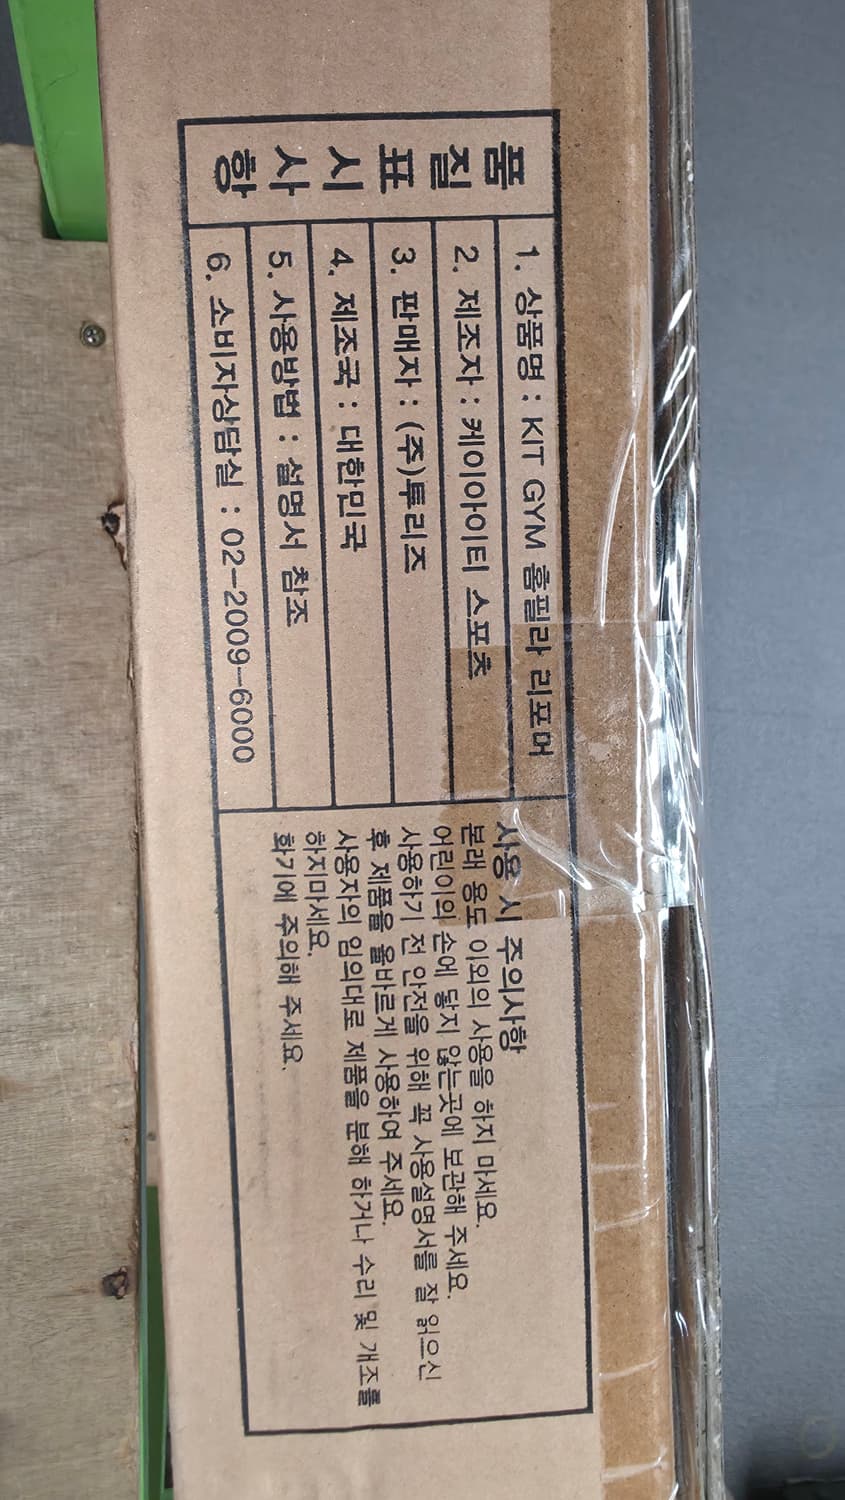 품질표시사항
1. 상품명 : KIT GYM 홈필라 리포머
2. 제조자 : 케이아이티 스포츠
3. 판매자 : (주)투리즈
4. 제조국 : 대한민국
5. 사용방법 : 설명서 참조
6. 소비자상담실 : 02-2009-6000
사용 시 주의사항
본래 용도 이외의 사용을 하지 마세요.
어린이의 손에 닿지 않는곳에 보관해 주세요.
사용하기 전 안전을 위해 꼭 사용설명서를 잘 읽으신
후 제품을 올바르게 사용하여 주세요.
사용자의 임의대로 제품을 분해 하거나 수리 및 개조를
하지마세요.
화기에 주의해 주세요.